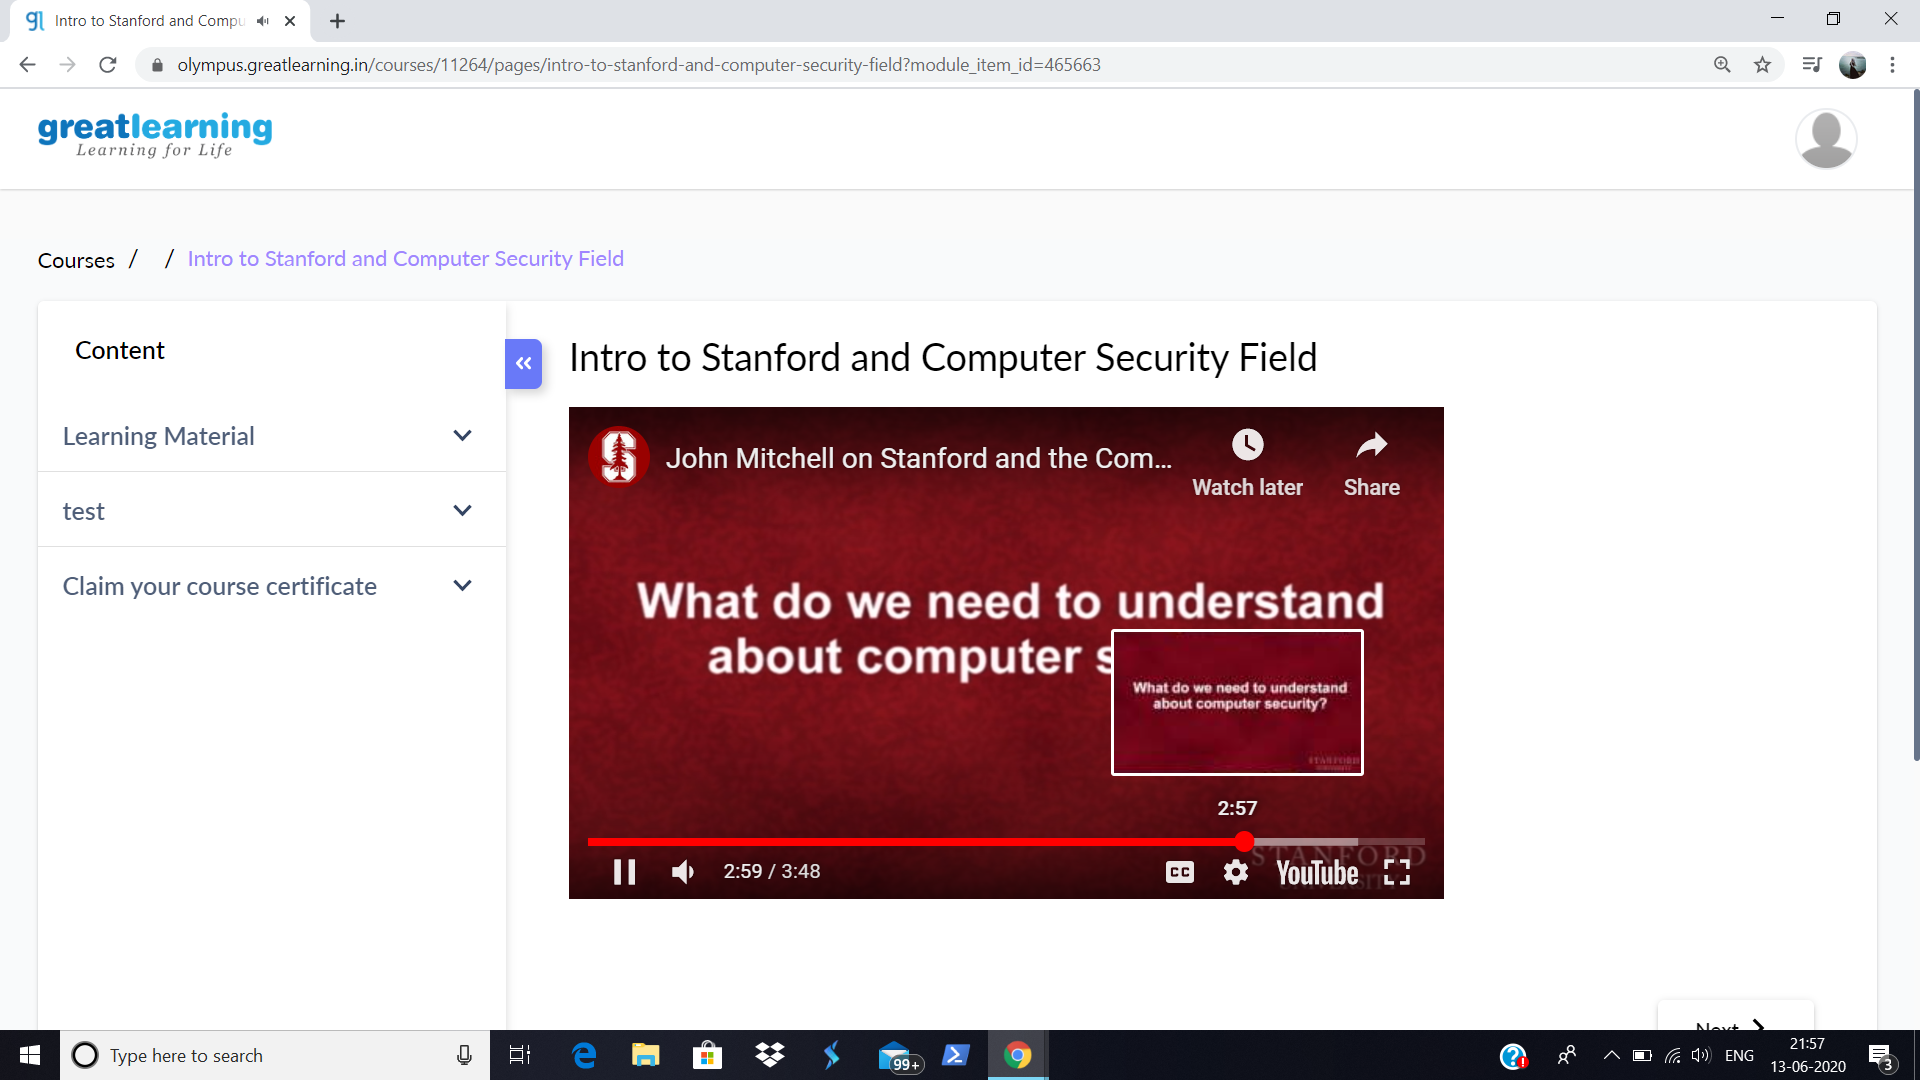 Intro to Stanford and Compu
olympus.greatlearning.in/courses/11264/pages/intro-to-stanford-and-computer-security-field?module_item_id=465663
greatlearning
Learning for Life
Courses / / Intro to Stanford and Computer Security Field
Content
Learning Material
test
Claim your course certificate
Intro to Stanford and Computer Security Field
John Mitchell on Stanford and the Com...
Watch later
Share
What do we need to understand
about computer s
What do we need to understand
about computer security?
STANFORD
2:57
2:59 / 3:48
CC
YouTube
STANFORD
UNIVERSITY
Next
Type here to search
99+
ENG
21:57
13-06-2020
3